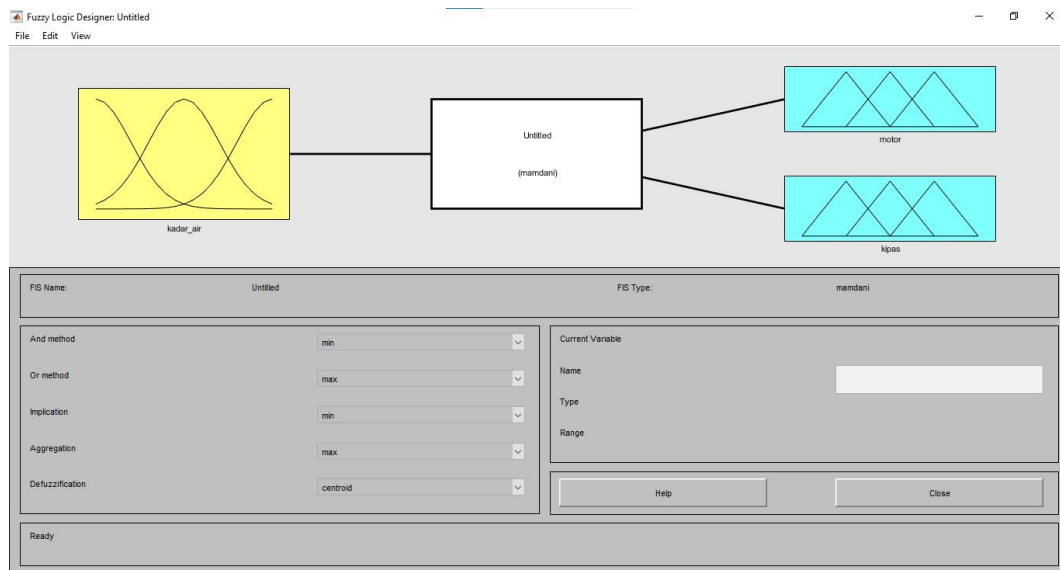 Fuzzy Logic Designer: Untitled
File Edit View
kadar_air
Untitled
(mamdani)
motor
kipas
FIS Name: Untitled FIS Type: mamdani
And method min
Or method max
Implication min
Aggregation max
Defuzzification centroid
Current Variable
Name
Type
Range
Help Close
Ready